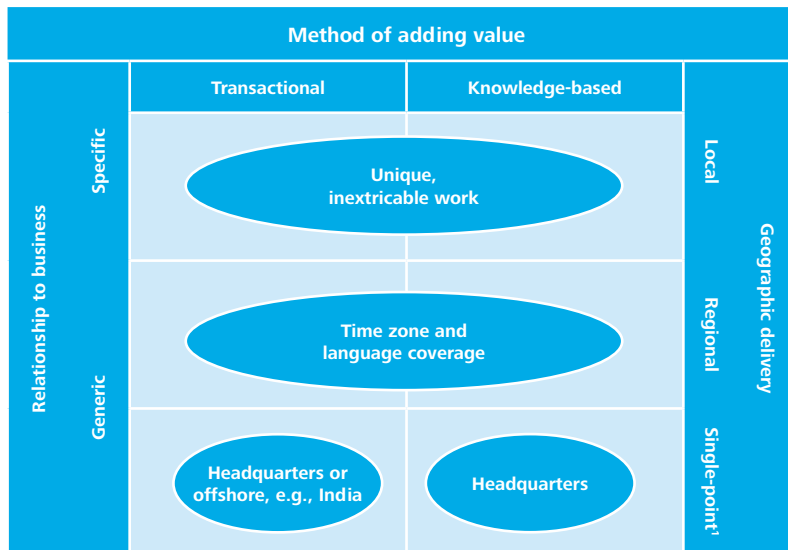 Method of adding value
Transactional
Knowledge-based
Relationship to business
Specific
Generic
Unique,
inextricable work
Time zone and
language coverage
Headquarters or
offshore, e.g., India
Headquarters
Local
Regional
Single-point¹
Geographic delivery